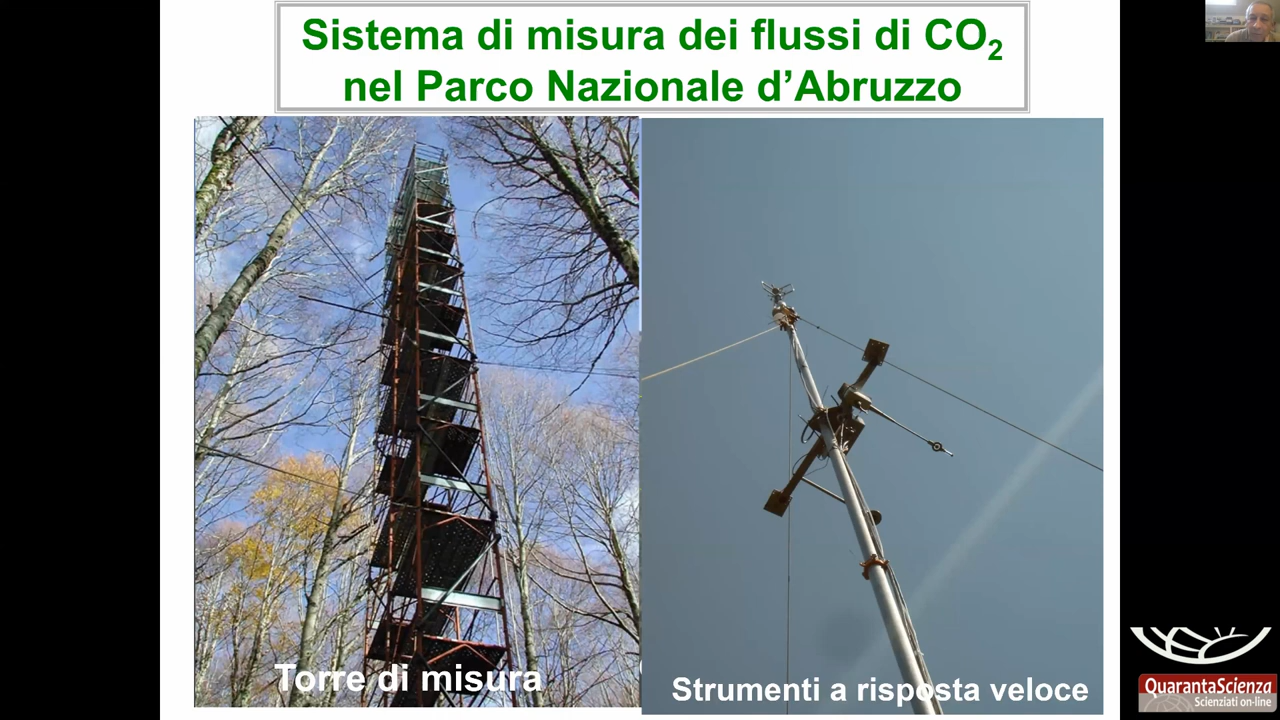 Sistema di misura dei flussi di CO₂
nel Parco Nazionale d’Abruzzo
Torre di misura
Strumenti a risposta veloce
QuarantaScienza
Scienziati on-line